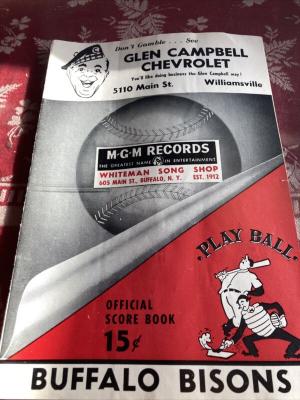 Don't Gamble . . . See
GLEN CAMPBELL
CHEVROLET
You'll like doing business the Glen Campbell way!
5110 Main St. Williamsville
M-G-M RECORDS
THE GREATEST NAME IN ENTERTAINMENT
WHITEMAN SONG SHOP
605 MAIN ST., BUFFALO, N. Y. EST. 1912
PLAY BALL
OFFICIAL
SCORE BOOK
15¢
BUFFALO BISONS